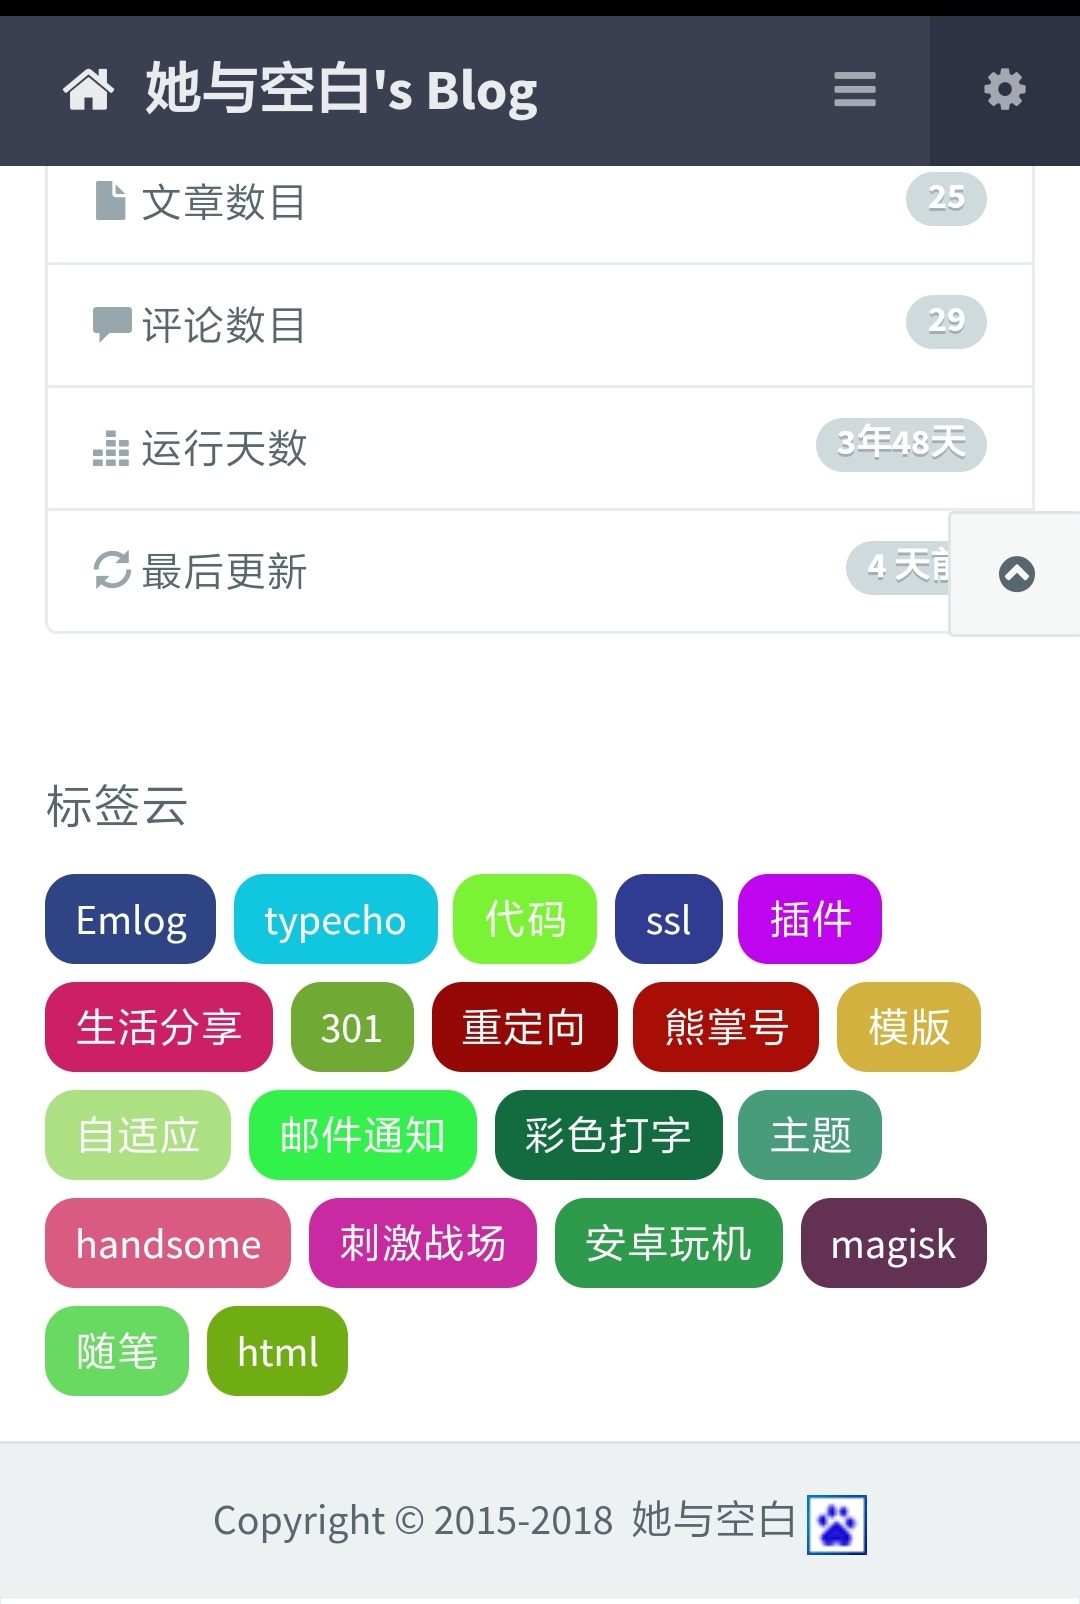 她与空白's Blog
文章数目 25
评论数目 29
运行天数 3年48天
最后更新 4 天前
标签云
Emlog typecho 代码 ssl 插件
生活分享 301 重定向 熊掌号 模版
自适应 邮件通知 彩色打字 主题
handsome 刺激战场 安卓玩机 magisk
随笔 html
Copyright © 2015-2018 她与空白